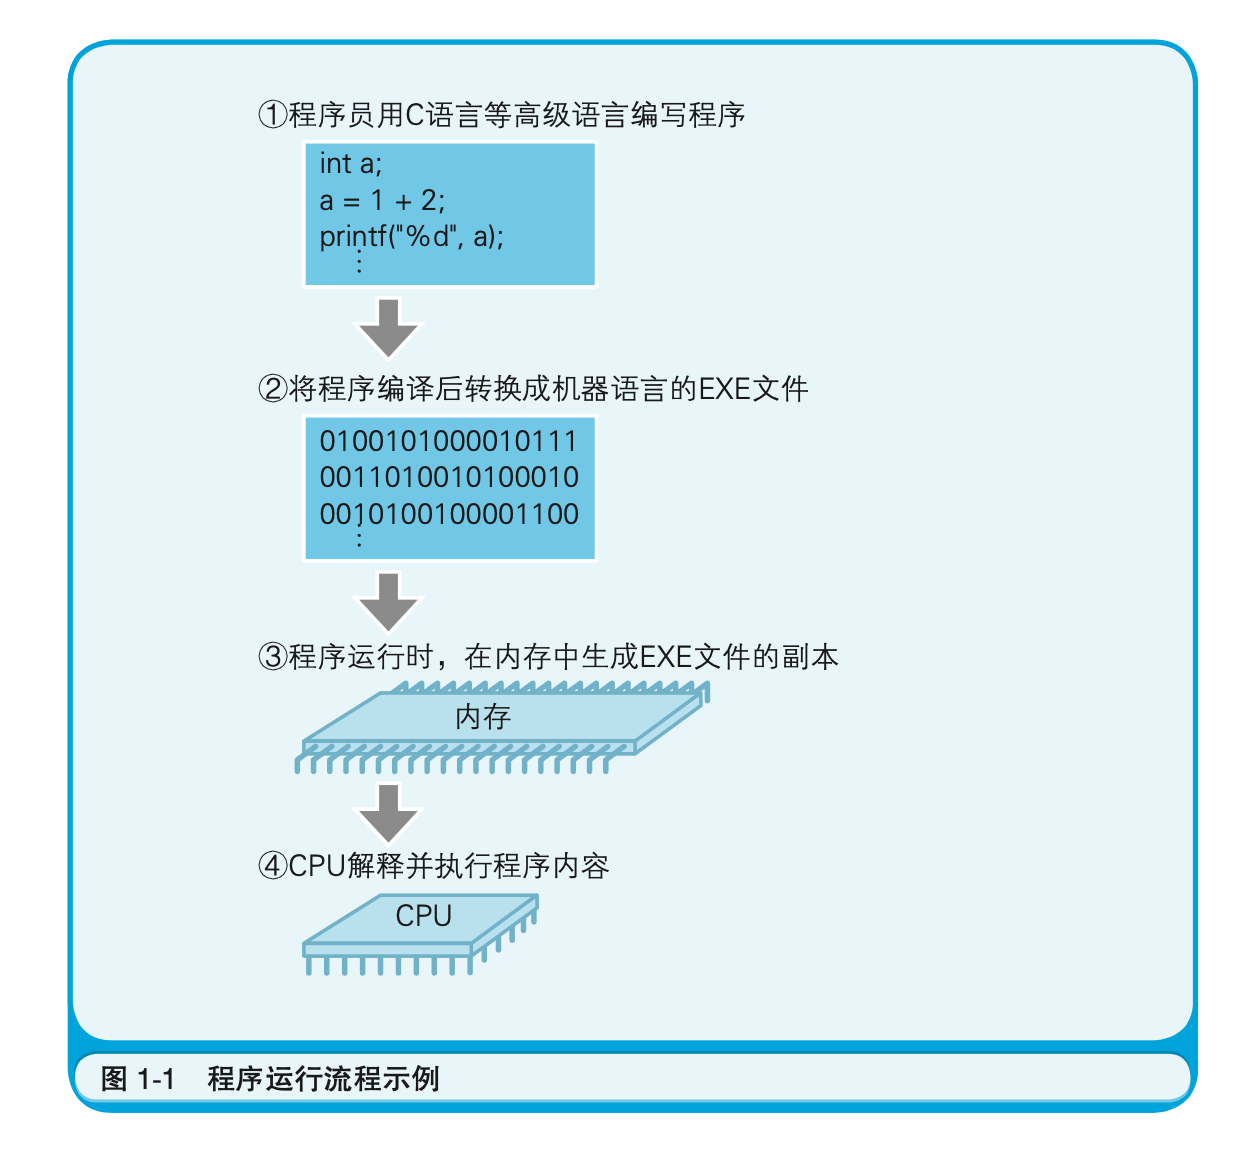 ①程序员用C语言等高级语言编写程序
int a;
a = 1 + 2;
printf("%d", a);
⋮
②将程序编译后转换成机器语言的EXE文件
0100101000010111
0011010010100010
0010100100001100
⋮
③程序运行时，在内存中生成EXE文件的副本
内存
④CPU解释并执行程序内容
CPU
图 1-1 程序运行流程示例